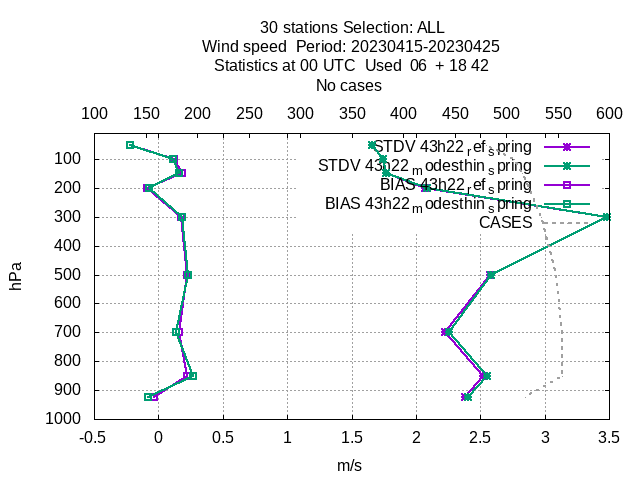 30 stations Selection: ALL
Wind speed  Period: 20230415-20230425
Statistics at 00 UTC  Used  06  + 18 42
No cases
100 150 200 250 300 350 400 450 500 550 600
STDV 43h22_ref_spring
STDV 43h22_modesthin_spring
BIAS 43h22_ref_spring
BIAS 43h22_modesthin_spring
CASES
hPa
100
200
300
400
500
600
700
800
900
1000
-0.5 0 0.5 1 1.5 2 2.5 3 3.5
m/s